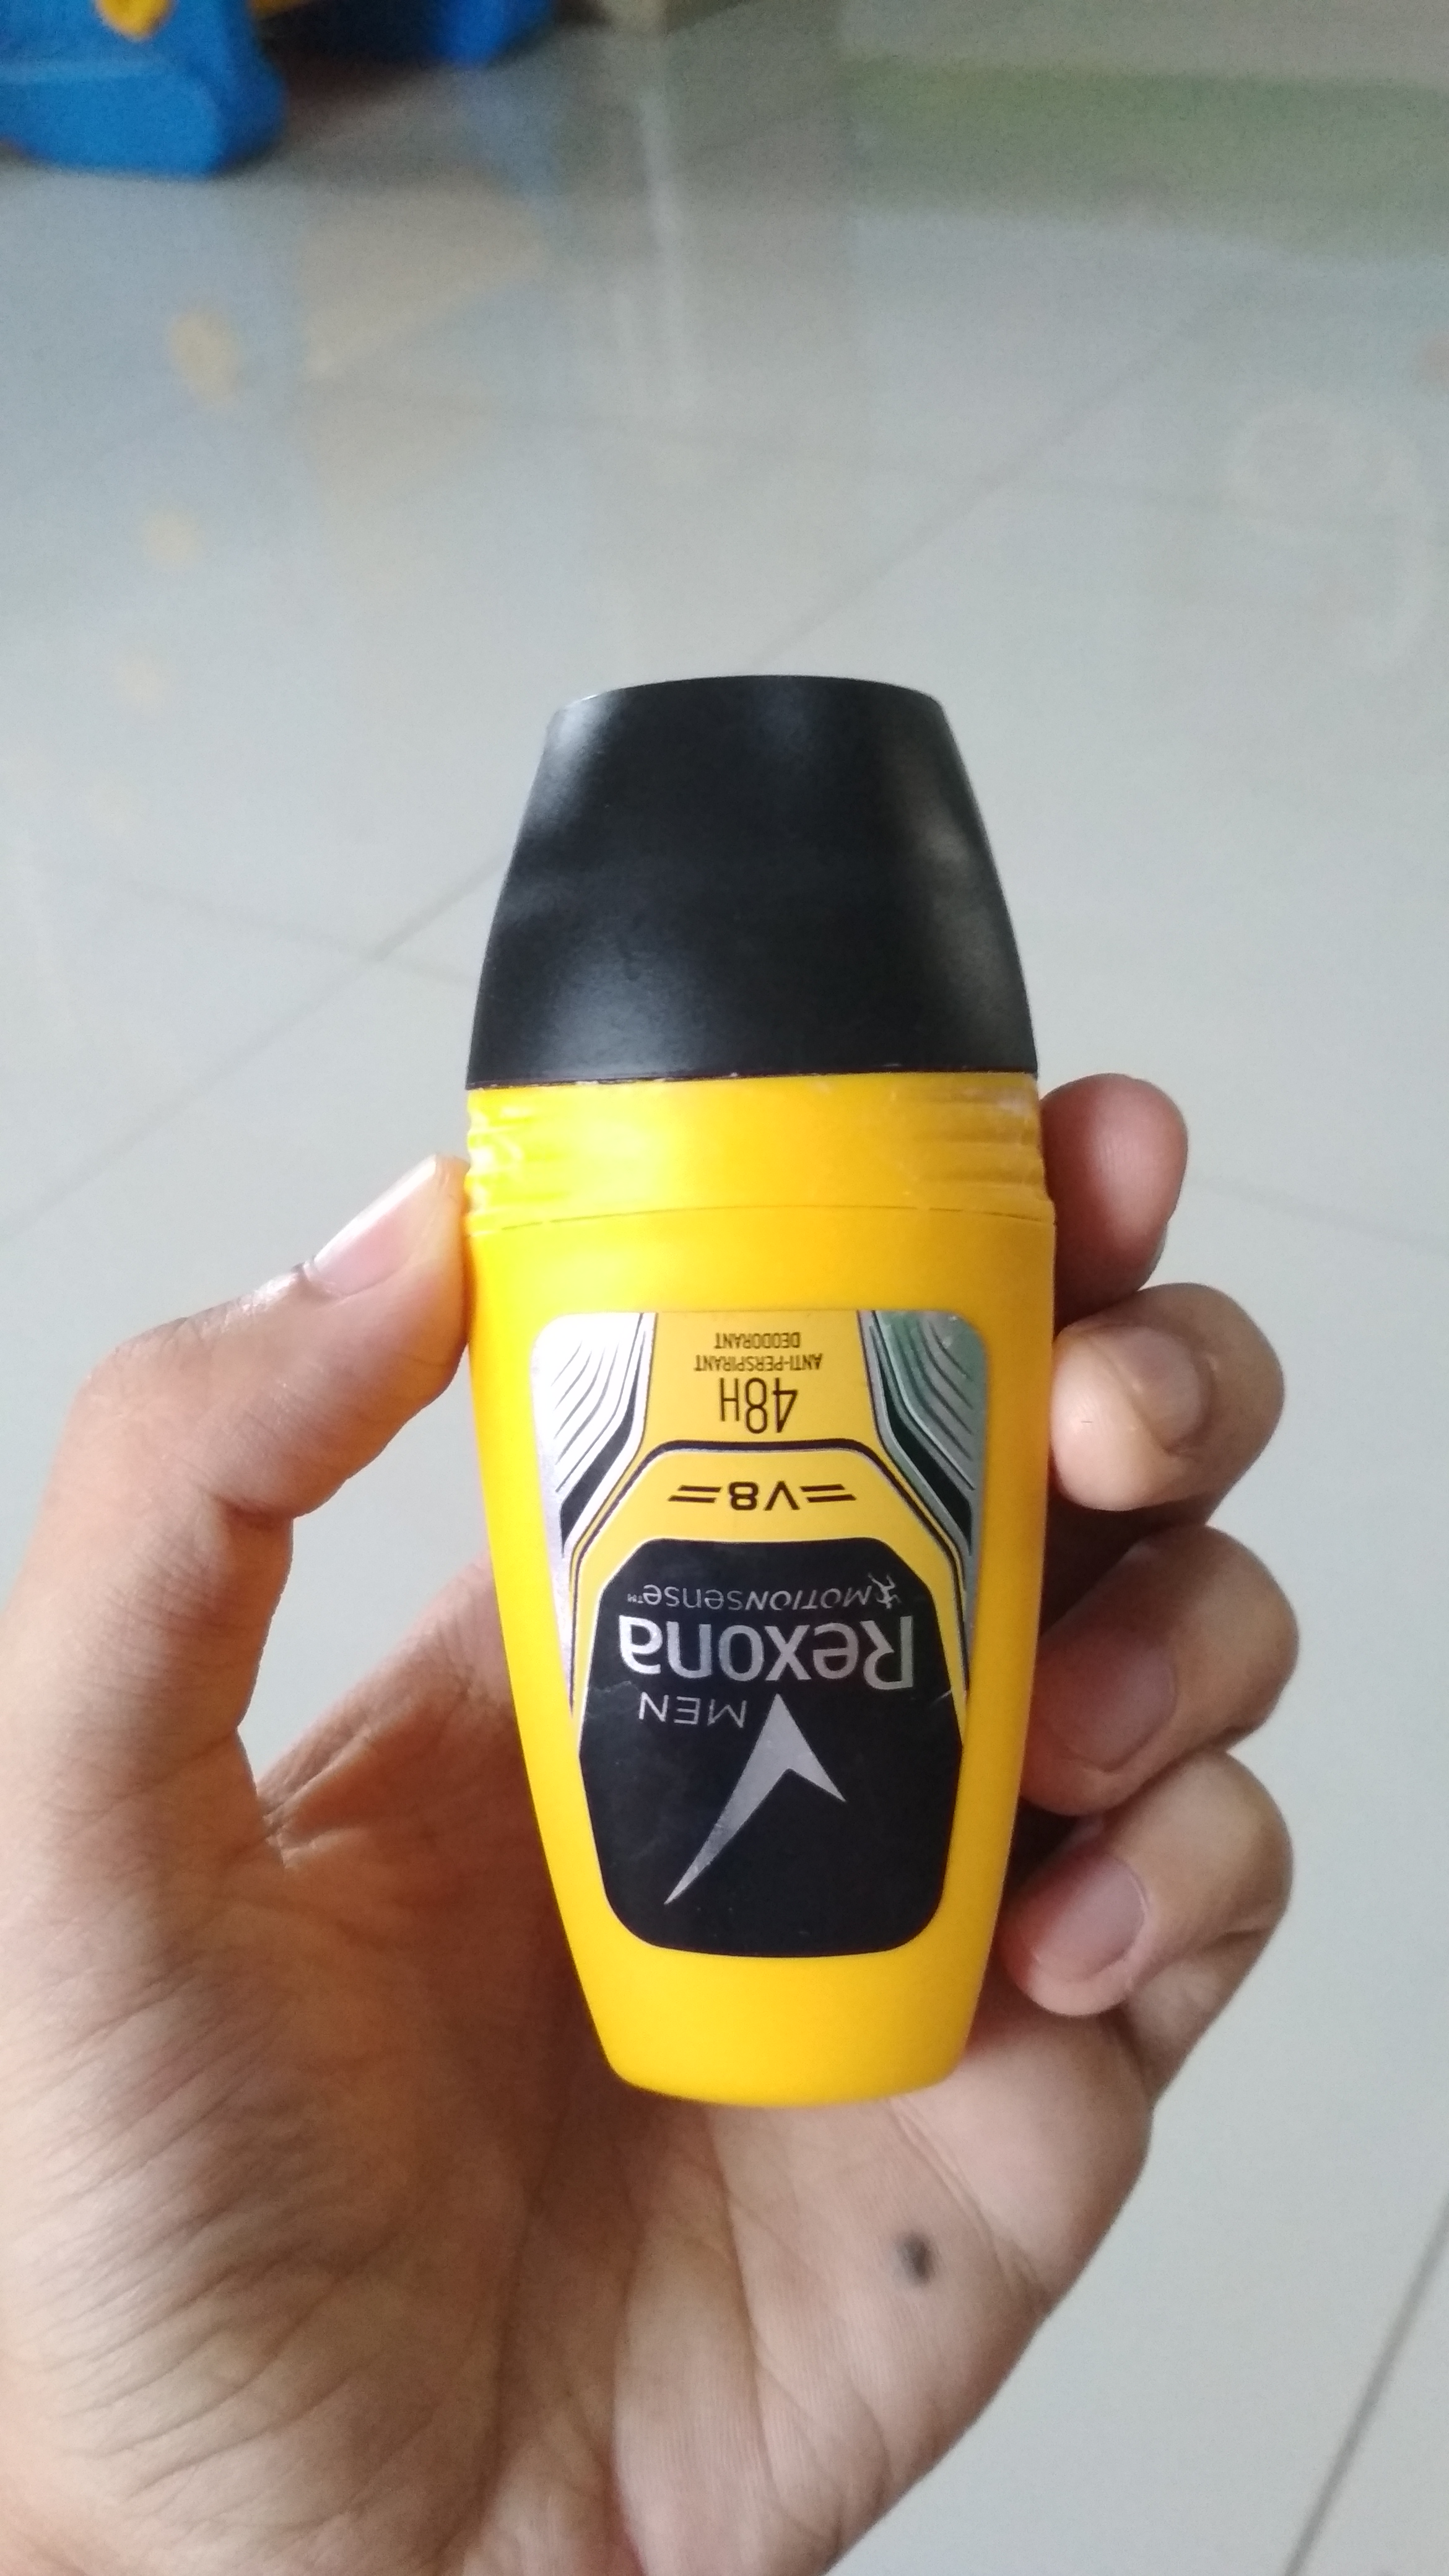 MEN
Rexona
MOTIONsense™
V8
48H
ANTI-PERSPIRANT
DEODORANT